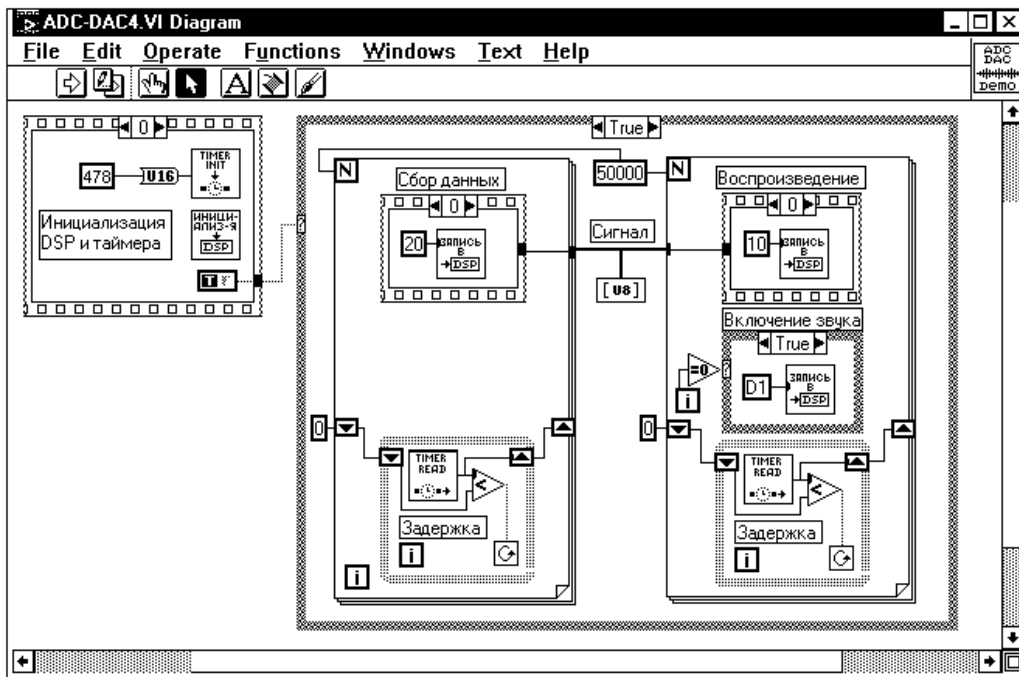 ADC-DAC4.VI Diagram
File Edit Operate Functions Windows Text Help
ADC
DAC
Demo
0
True
478
U16
TIMER
INIT
Инициализация
DSP и таймера
ИНИЦИ-
АЛИЗ-Я
DSP
T
?
N
50000
N
Сбор данных
0
20
ЗАПИСЬ
В
DSP
Сигнал
[U8]
Воспроизведение
0
10
ЗАПИСЬ
В
DSP
Включение звука
True
=0
?
i
D1
ЗАПИСЬ
В
DSP
0
0
TIMER
READ
<
Задержка
i
i
TIMER
READ
<
Задержка
i